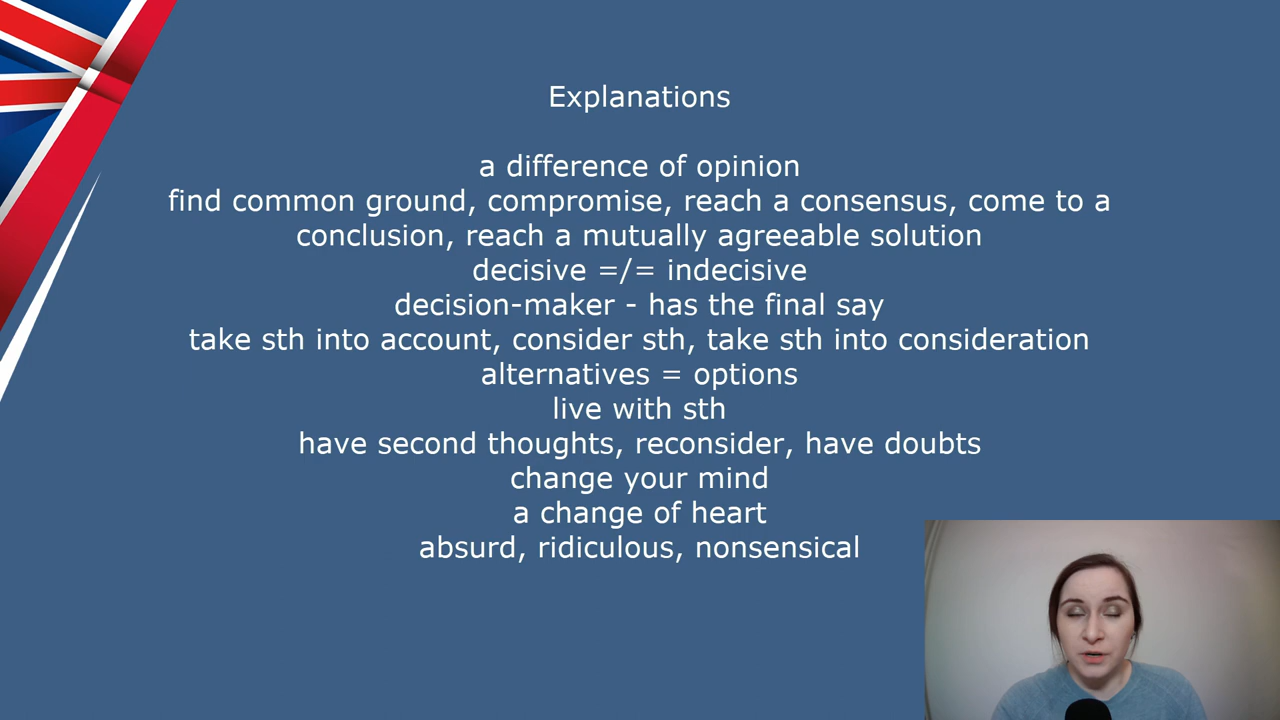 Explanations
a difference of opinion
find common ground, compromise, reach a consensus, come to a
conclusion, reach a mutually agreeable solution
decisive =/= indecisive
decision-maker - has the final say
take sth into account, consider sth, take sth into consideration
alternatives = options
live with sth
have second thoughts, reconsider, have doubts
change your mind
a change of heart
absurd, ridiculous, nonsensical